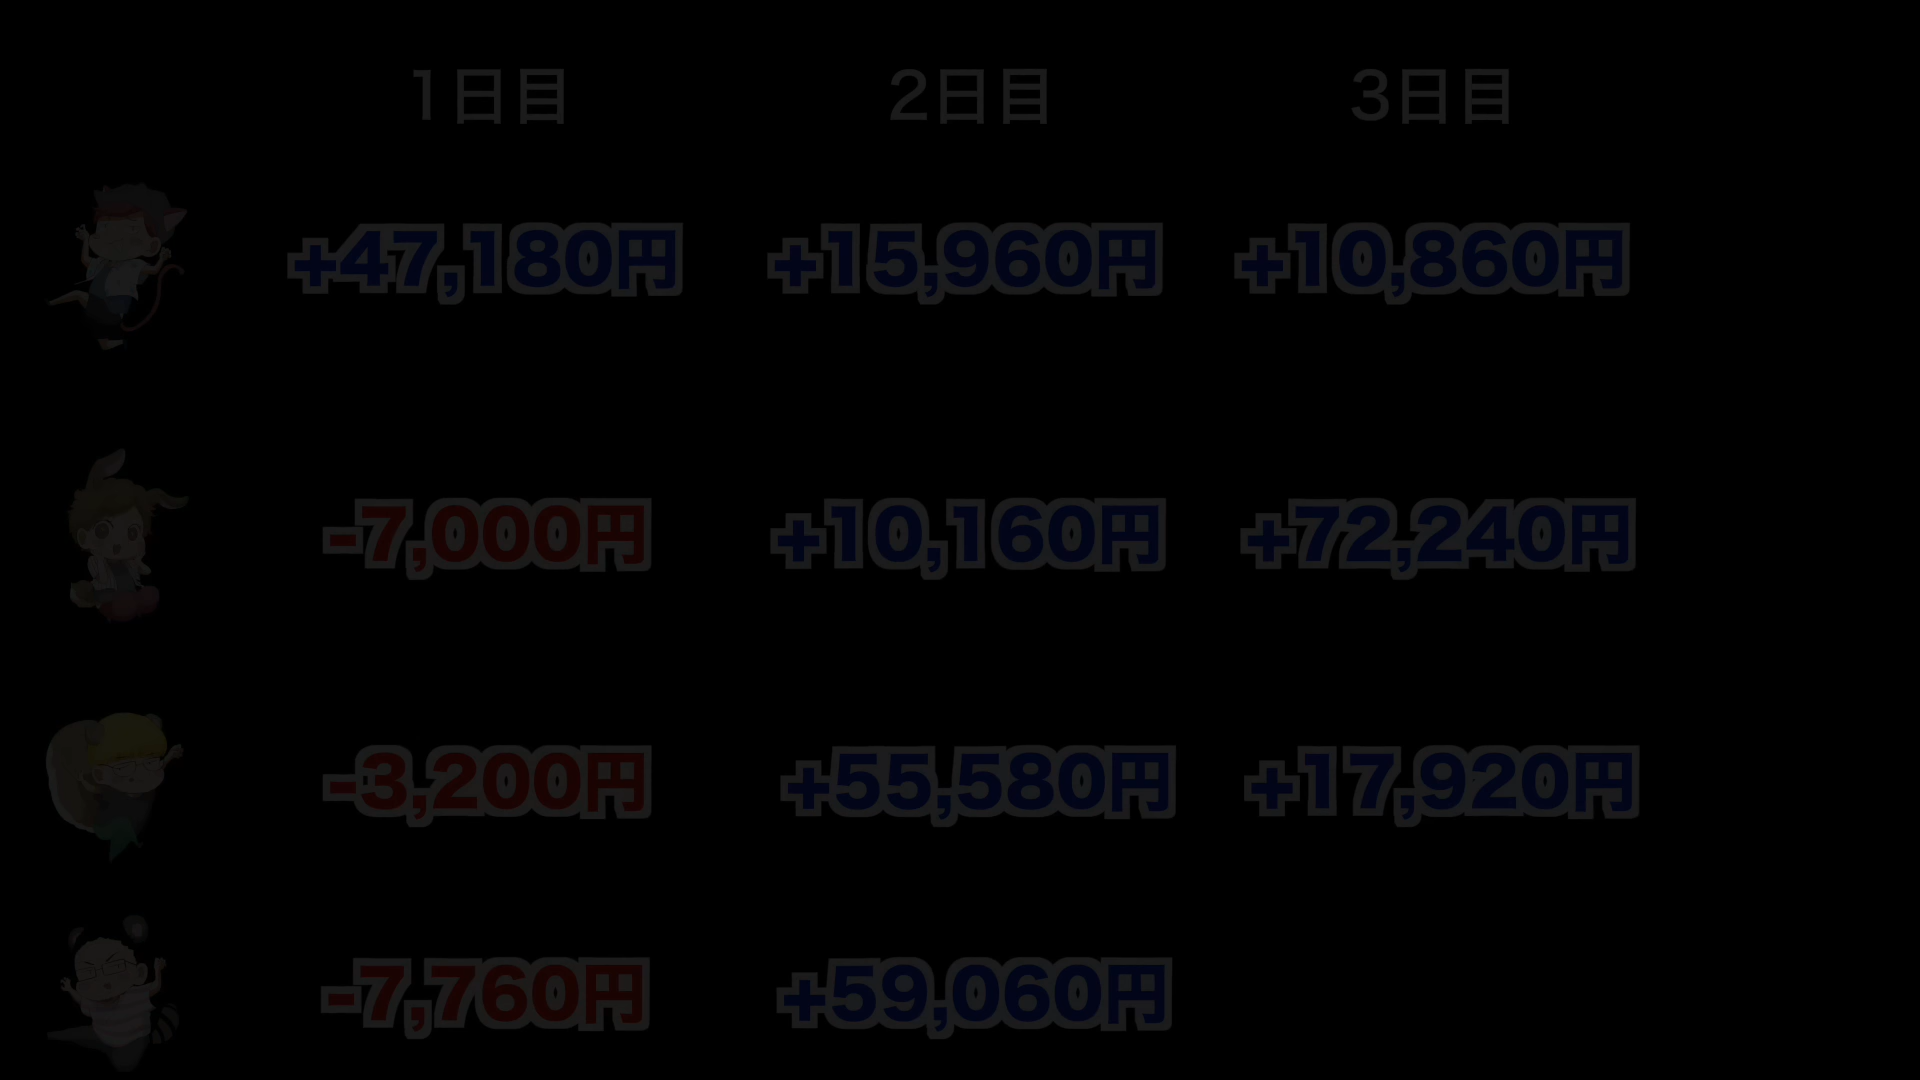 1日目 2日目 3日目
+47,180円 +15,960円 +10,860円
-7,000円 +10,160円 +72,240円
-3,200円 +55,580円 +17,920円
-7,760円 +59,060円